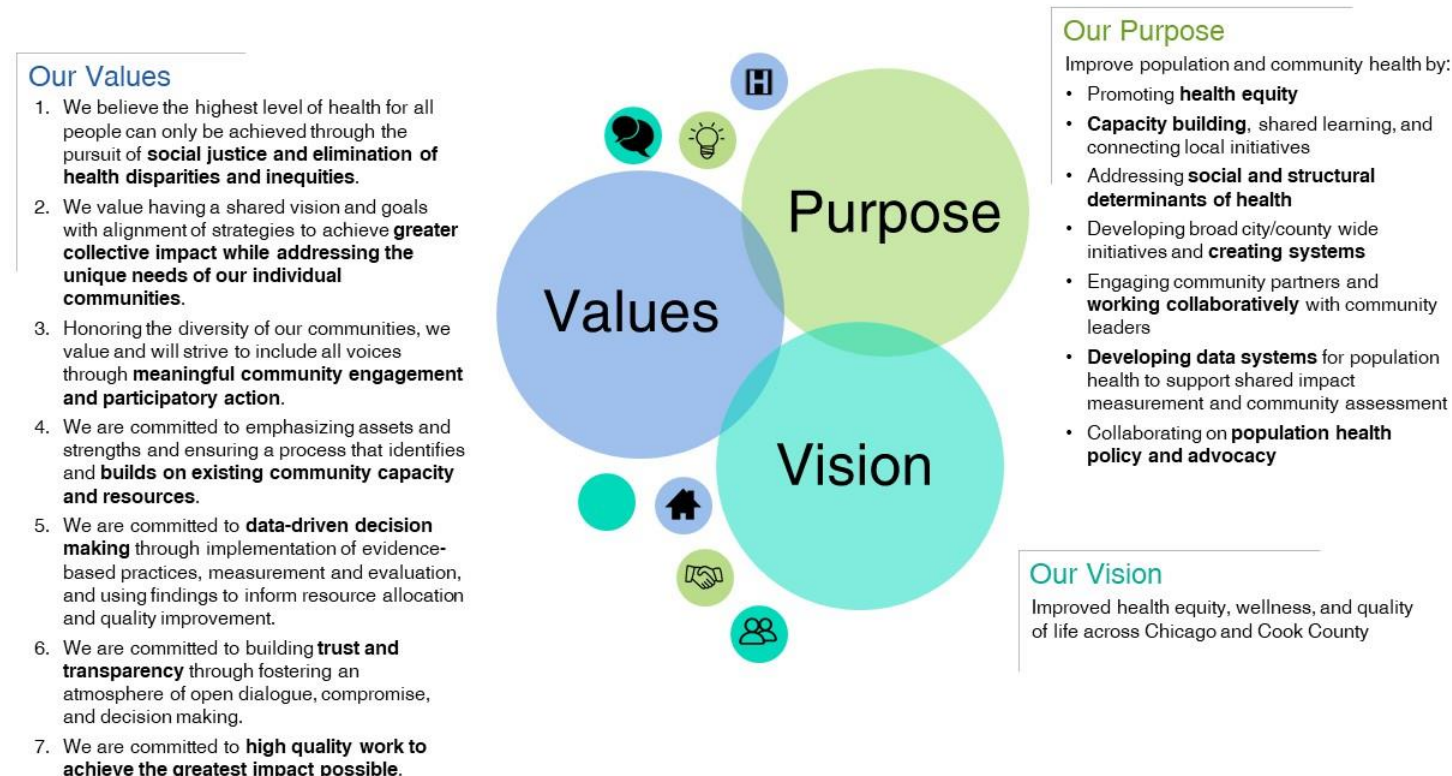 Our Values
1. We believe the highest level of health for all
people can only be achieved through the
pursuit of social justice and elimination of
health disparities and inequities.
2. We value having a shared vision and goals
with alignment of strategies to achieve greater
collective impact while addressing the
unique needs of our individual
communities.
3. Honoring the diversity of our communities, we
value and will strive to include all voices
through meaningful community engagement
and participatory action.
4. We are committed to emphasizing assets and
strengths and ensuring a process that identifies
and builds on existing community capacity
and resources.
5. We are committed to data-driven decision
making through implementation of evidence-
based practices, measurement and evaluation,
and using findings to inform resource allocation
and quality improvement.
6. We are committed to building trust and
transparency through fostering an
atmosphere of open dialogue, compromise,
and decision making.
7. We are committed to high quality work to
achieve the greatest impact possible.
H
Purpose
Values
Vision
Our Purpose
Improve population and community health by:
• Promoting health equity
• Capacity building, shared learning, and
connecting local initiatives
• Addressing social and structural
determinants of health
• Developing broad city/county wide
initiatives and creating systems
• Engaging community partners and
working collaboratively with community
leaders
• Developing data systems for population
health to support shared impact
measurement and community assessment
• Collaborating on population health
policy and advocacy
Our Vision
Improved health equity, wellness, and quality
of life across Chicago and Cook County